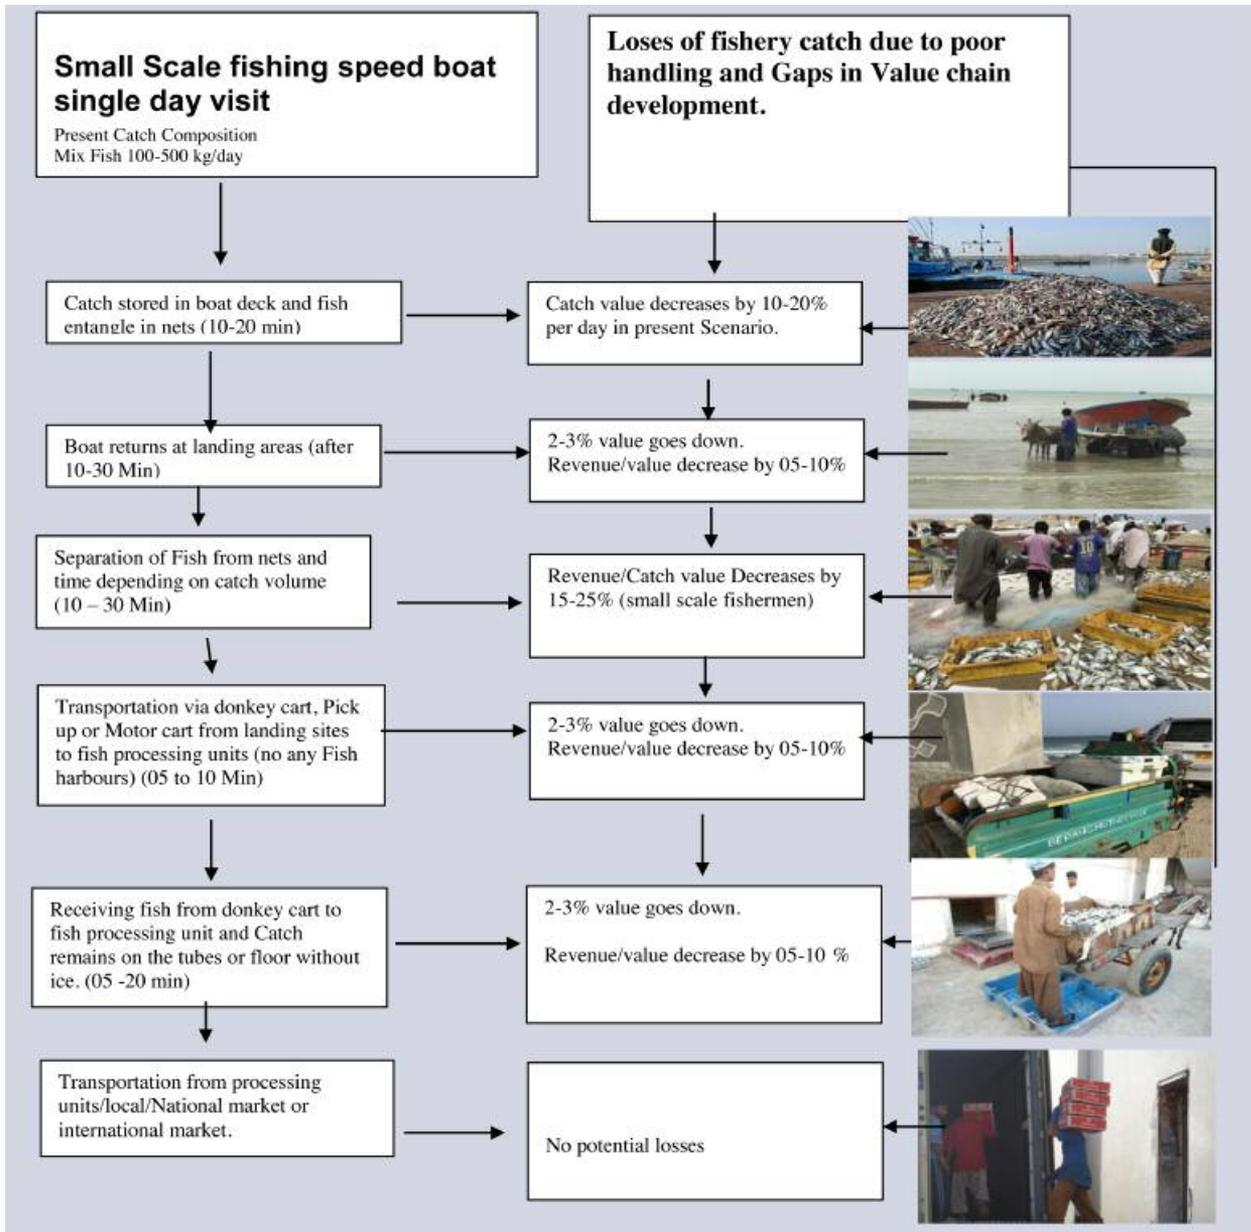 Small Scale fishing speed boat
single day visit
Present Catch Composition
Mix Fish 100-500 kg/day
Loses of fishery catch due to poor
handling and Gaps in Value chain
development.
Catch stored in boat deck and fish
entangle in nets (10-20 min)
Catch value decreases by 10-20%
per day in present Scenario.
Boat returns at landing areas (after
10-30 Min)
2-3% value goes down.
Revenue/value decrease by 05-10%
Separation of Fish from nets and
time depending on catch volume
(10 – 30 Min)
Revenue/Catch value Decreases by
15-25% (small scale fishermen)
10
Transportation via donkey cart, Pick
up or Motor cart from landing sites
to fish processing units (no any Fish
harbours) (05 to 10 Min)
2-3% value goes down.
Revenue/value decrease by 05-10%
Receiving fish from donkey cart to
fish processing unit and Catch
remains on the tubes or floor without
ice. (05 -20 min)
2-3% value goes down.
Revenue/value decrease by 05-10 %
Transportation from processing
units/local/National market or
international market.
No potential losses